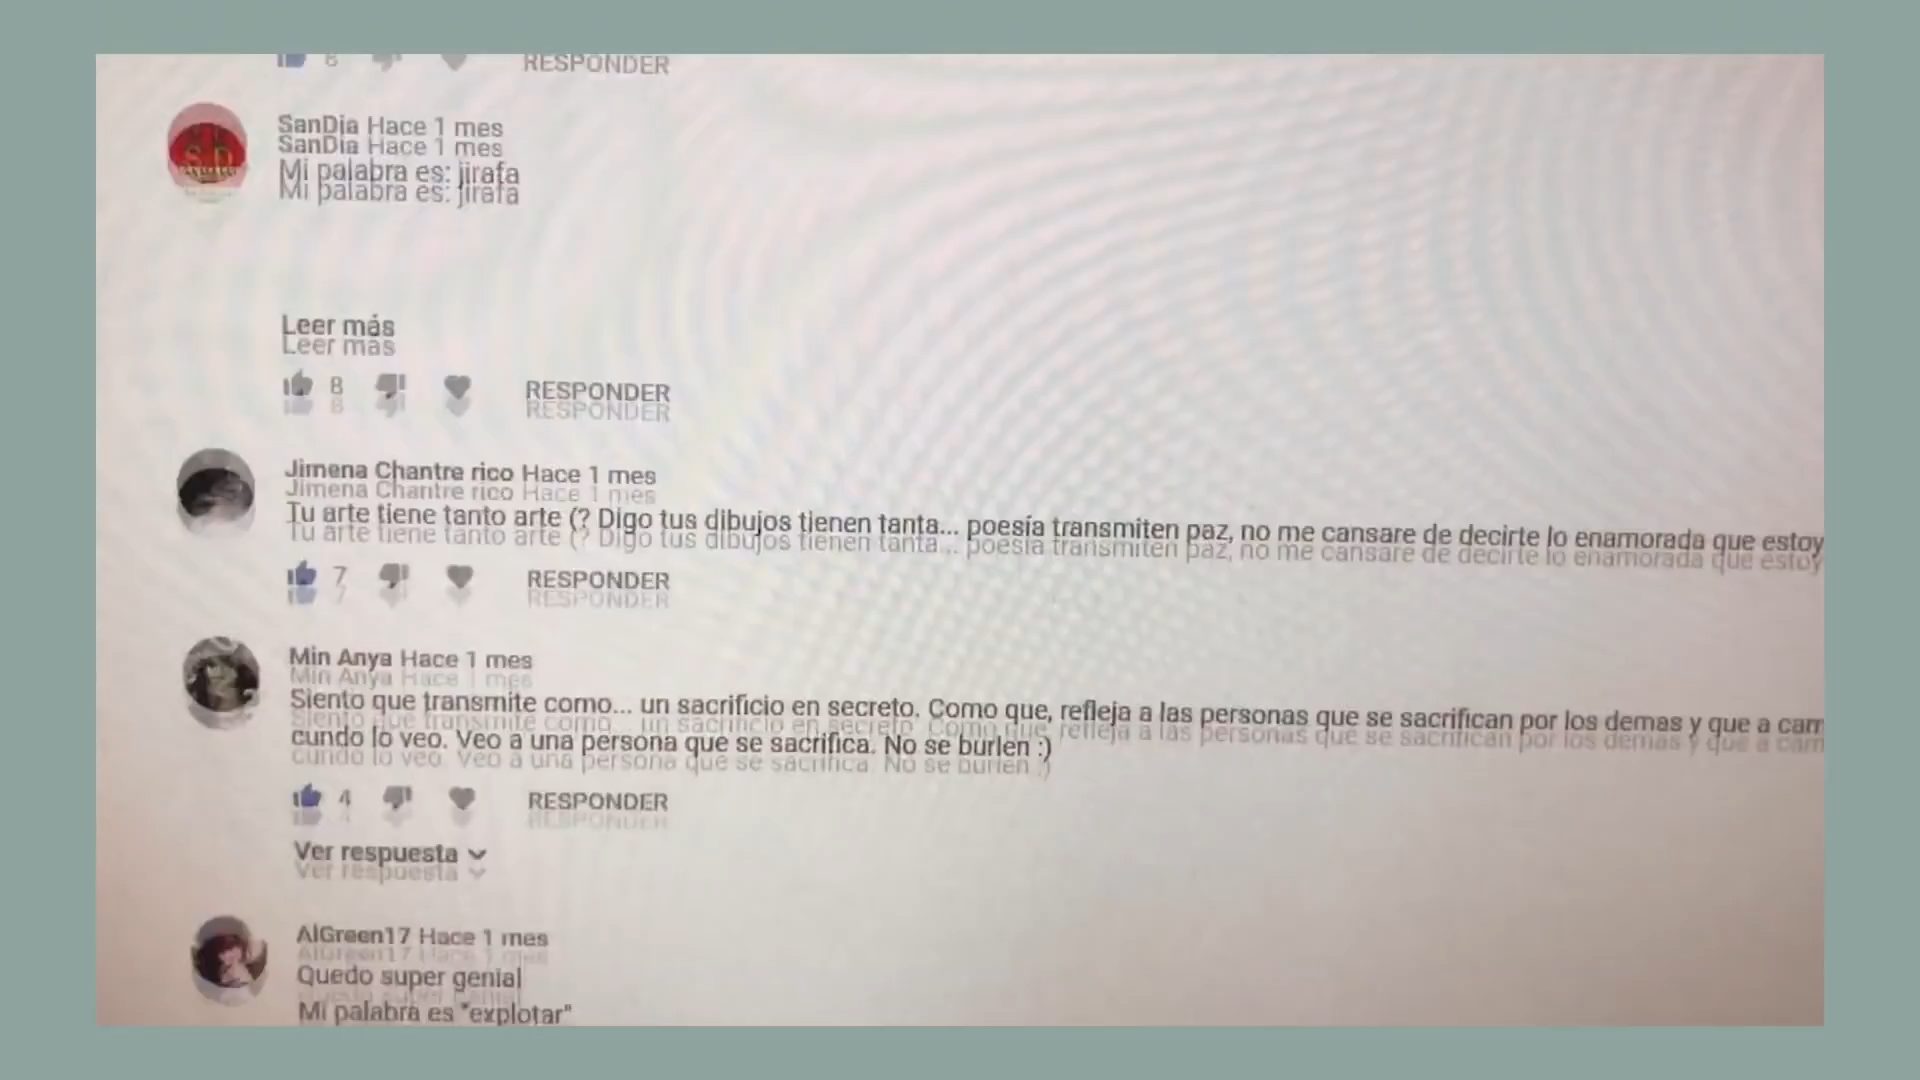 8 RESPONDER
SanDia Hace 1 mes
Mi palabra es: jirafa
Leer más
8 RESPONDER
Jimena Chantre rico Hace 1 mes
Tu arte tiene tanto arte (? Digo tus dibujos tienen tanta... poesía transmiten paz, no me cansare de decirte lo enamorada que estoy
7 RESPONDER
Min Anya Hace 1 mes
Siento que transmite como... un sacrificio en secreto. Como que, refleja a las personas que se sacrifican por los demas y que a cam
cundo lo veo. Veo a una persona que se sacrifica. No se burlen :)
4 RESPONDER
Ver respuesta
AlGreen17 Hace 1 mes
Quedo super genial
Mi palabra es "explotar"